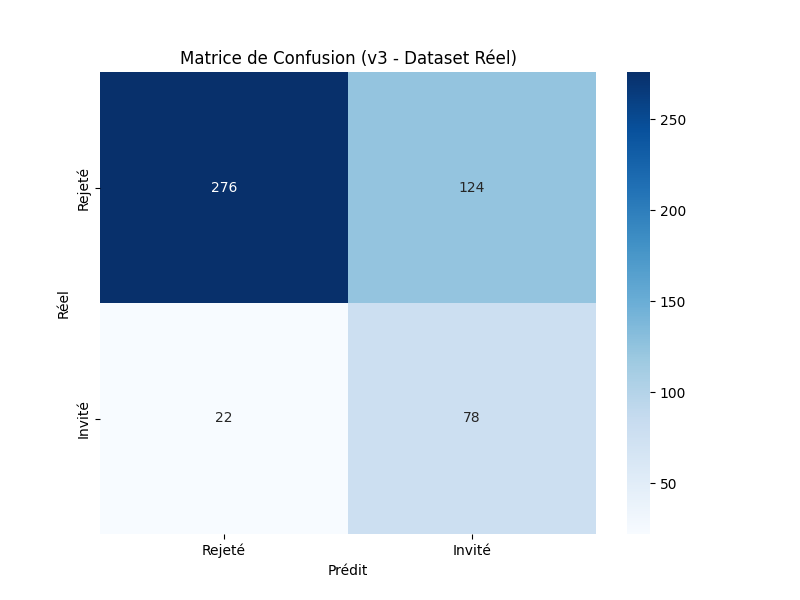 Matrice de Confusion (v3 - Dataset Réel)
Réel
Rejeté
276
124
Invité
22
78
Rejeté
Invité
Prédit
250
200
150
100
50